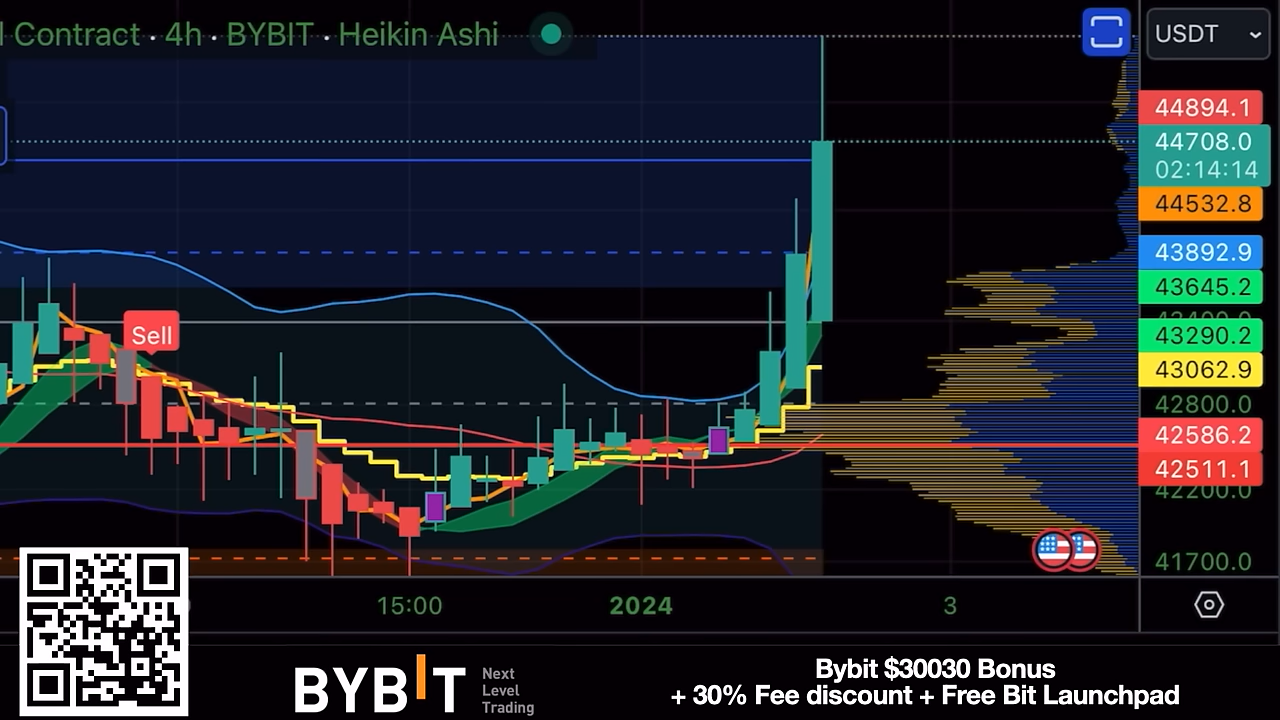 Contract · 4h · BYBIT · Heikin Ashi
USDT
44894.1
44708.0
02:14:14
44532.8
43892.9
43645.2
43290.2
43062.9
42800.0
42586.2
42511.1
42200.0
41700.0
Sell
15:00
2024
3
BYBIT
Next
Level
Trading
Bybit $30030 Bonus
+ 30% Fee discount + Free Bit Launchpad